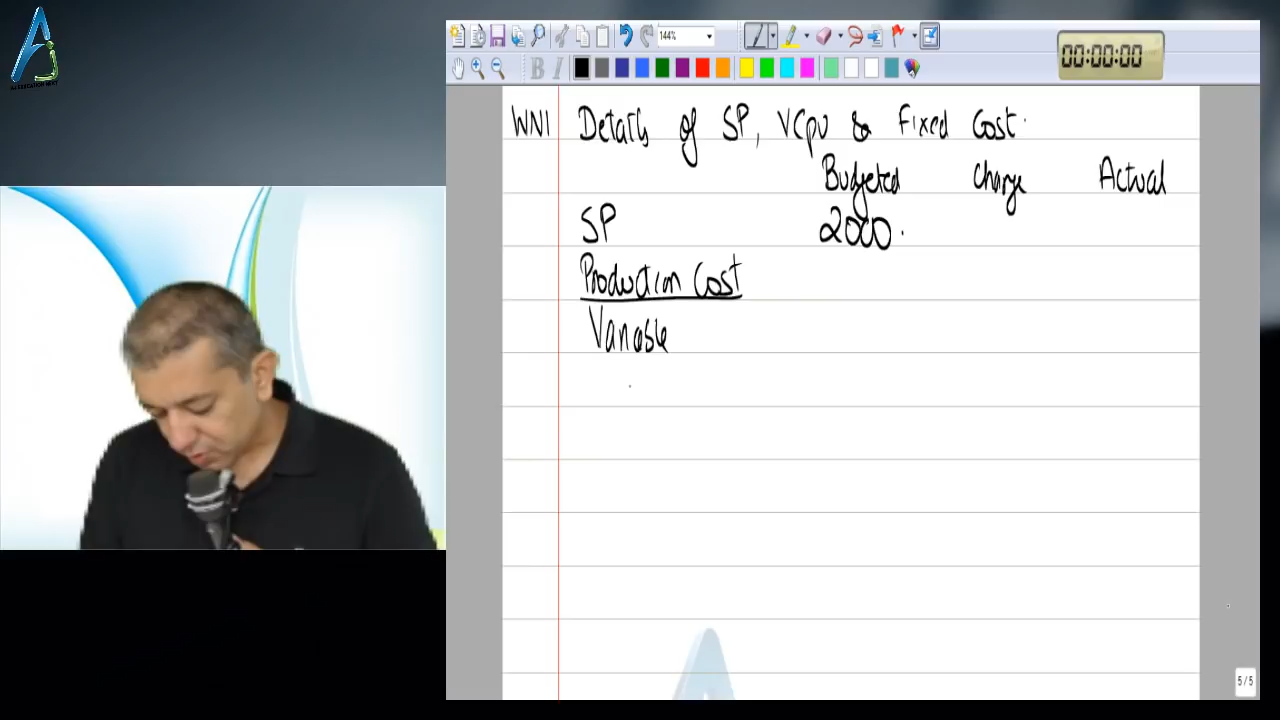 144%
00:00:00
B I
WN1 Details of SP, VCpu & Fixed Cost.
Budgeted Change Actual
SP 2000.
Production Cost
Variable
5/5